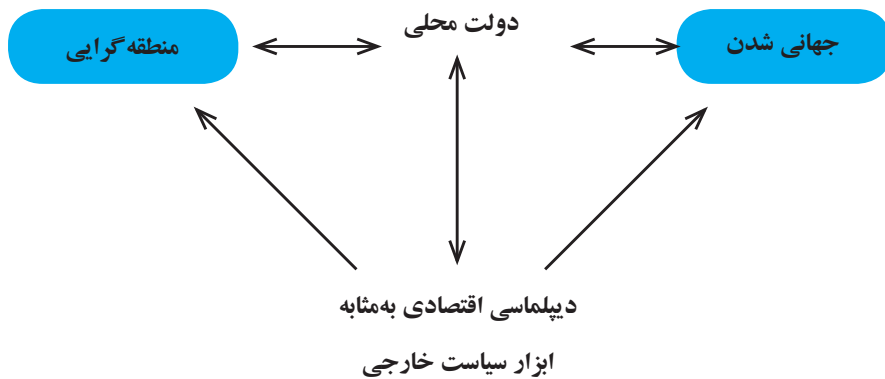 دولت محلی
جهانی شدن
منطقه‌گرایی
دیپلماسی اقتصادی به‌مثابه
ابزار سیاست خارجی